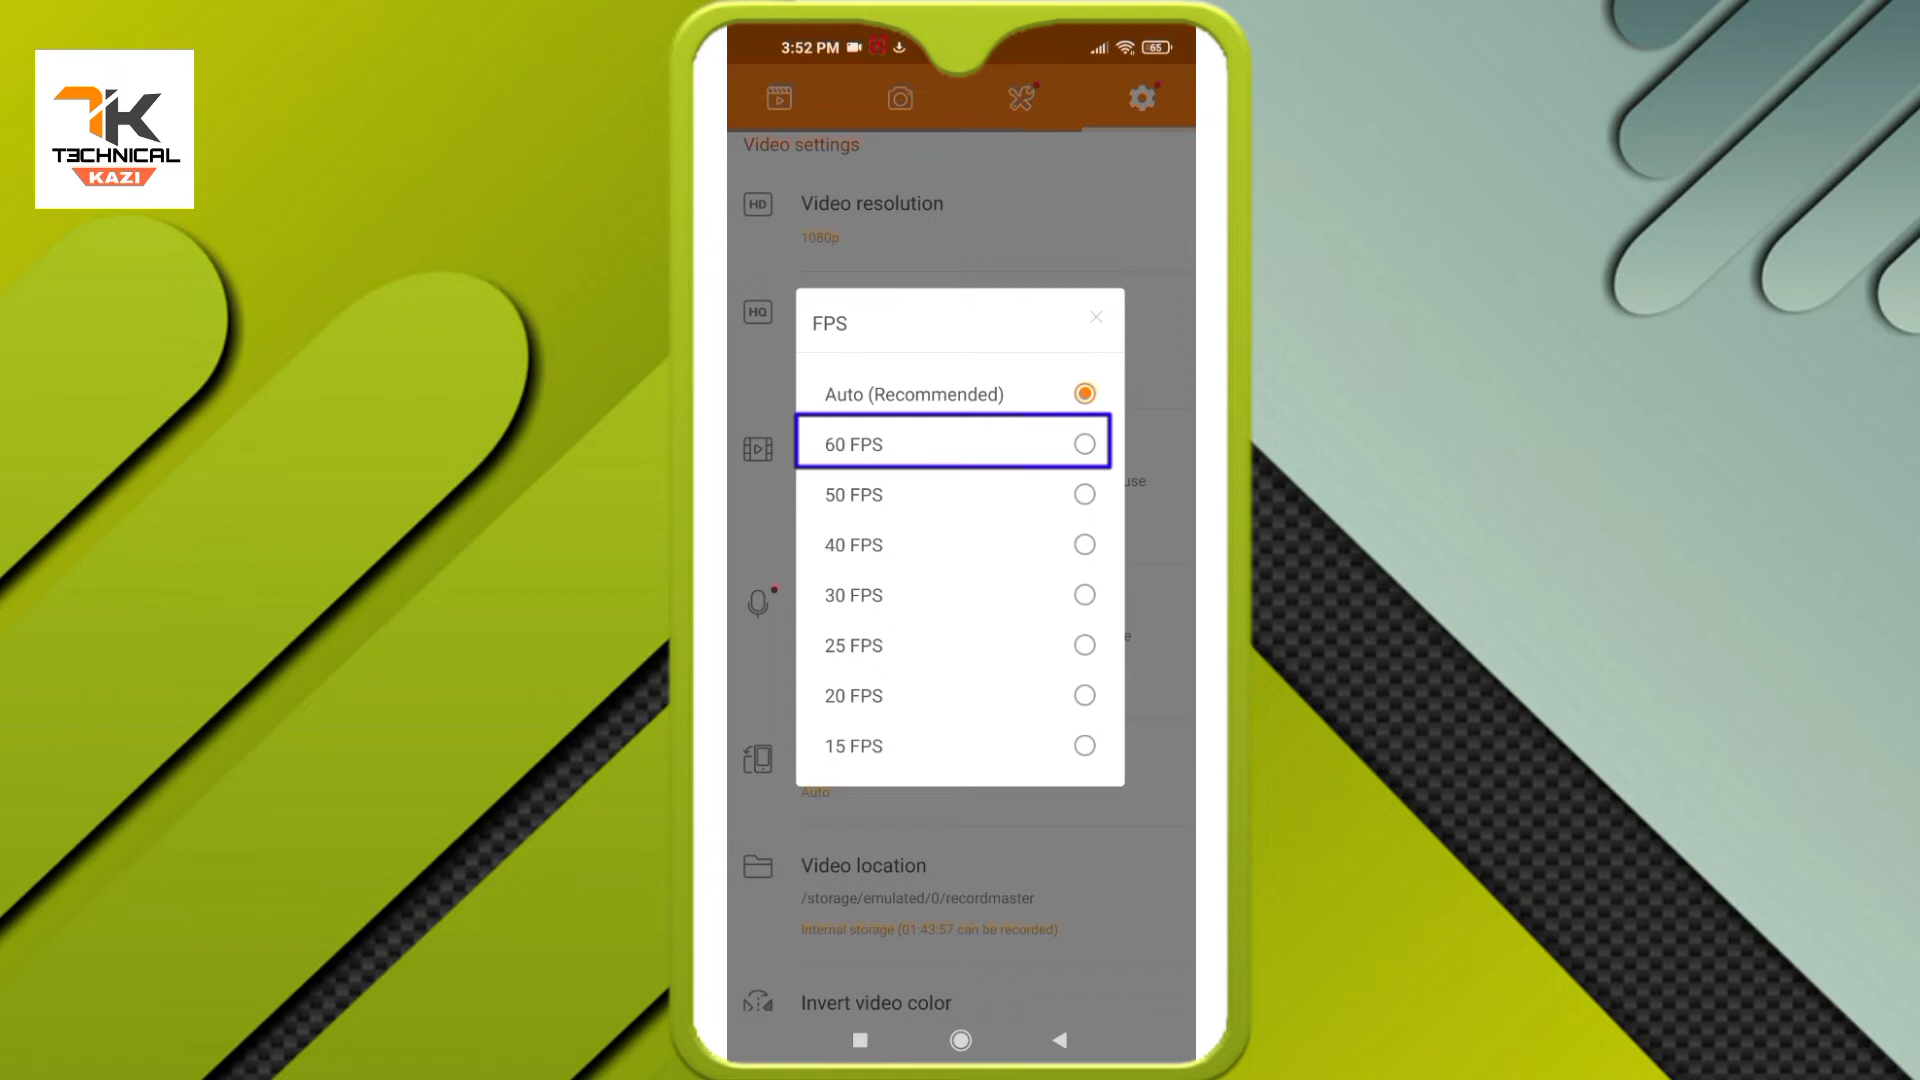 TK
T3CHNICAL
KAZI
3:52 PM
65
Video settings
HD
Video resolution
1080p
HQ
FPS
Auto (Recommended)
60 FPS
50 FPS
use
40 FPS
30 FPS
e
25 FPS
20 FPS
15 FPS
Auto
Video location
/storage/emulated/0/recordmaster
Internal storage (01:43:57 can be recorded)
Invert video color